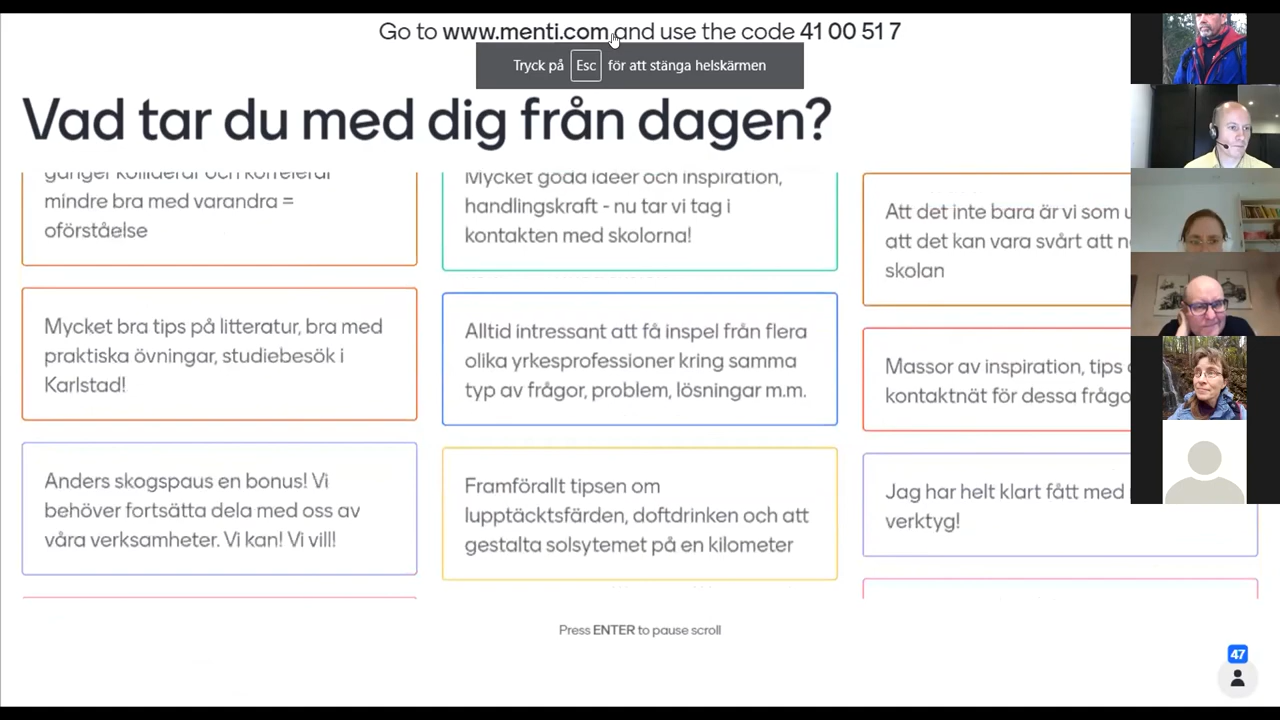 Go to www.menti.com and use the code 41 00 51 7
Tryck på Esc för att stänga helskärmen
Vad tar du med dig från dagen?
gånger kolliderar och korrelerar
mindre bra med varandra =
oförståelse
Mycket bra tips på litteratur, bra med
praktiska övningar, studiebesök i
Karlstad!
Anders skogspaus en bonus! Vi
behöver fortsätta dela med oss av
våra verksamheter. Vi kan! Vi vill!
Mycket goda ideer och inspiration,
handlingskraft - nu tar vi tag i
kontakten med skolorna!
Alltid intressant att få inspel från flera
olika yrkesprofessioner kring samma
typ av frågor, problem, lösningar m.m.
Framförallt tipsen om
lupptäcktsfärden, doftdrinken och att
gestalta solsytemet på en kilometer
Att det inte bara är vi som
att det kan vara svårt att
skolan
Massor av inspiration, tips
kontaktnät för dessa
Jag har helt klart fått med
verktyg!
Press ENTER to pause scroll
47